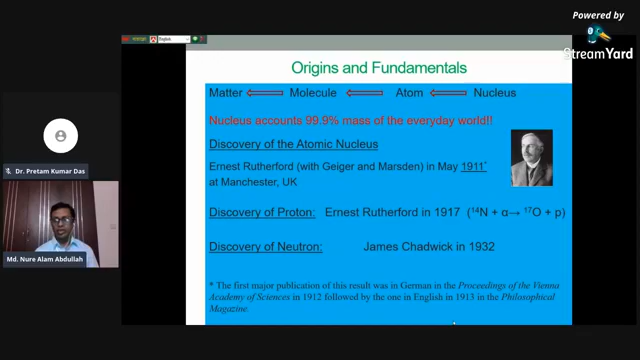 Powered by
StreamYard
English
Origins and Fundamentals
Matter Molecule Atom Nucleus
Nucleus accounts 99.9% mass of the everyday world!!
Discovery of the Atomic Nucleus
Ernest Rutherford (with Geiger and Marsden) in May 1911*
at Manchester, UK
Discovery of Proton: Ernest Rutherford in 1917 (¹⁴N + α→ ¹⁷O + p)
Discovery of Neutron: James Chadwick in 1932
* The first major publication of this result was in German in the Proceedings of the Vienna
Academy of Sciences in 1912 followed by the one in English in 1913 in the Philosophical
Magazine.
Dr. Pretam Kumar Das
Md. Nure Alam Abdullah